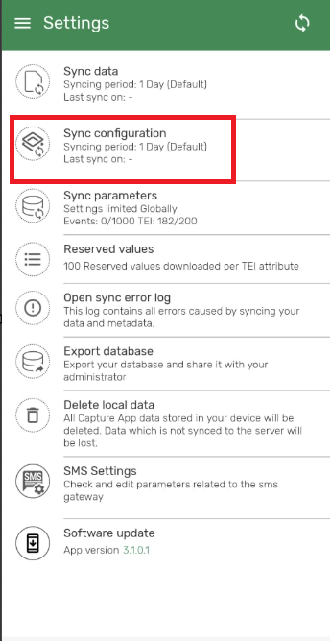 Settings
Sync data
Syncing period: 1 Day (Default)
Last sync on: -
Sync configuration
Syncing period: 1 Day (Default)
Last sync on: -
Sync parameters
Settings limited Globally
Events: 0/1000 TEI: 182/200
Reserved values
100 Reserved values downloaded per TEI attribute
Open sync error log
This log contains all errors caused by syncing your
data and metadata.
Export database
Export your database and share it with your
administrator
Delete local data
All Capture App data stored in your device will be
deleted. Data which is not synced to the server will
be lost.
SMS
SMS Settings
Check and edit parameters related to the sms
gateway
Software update
App version 3.1.0.1